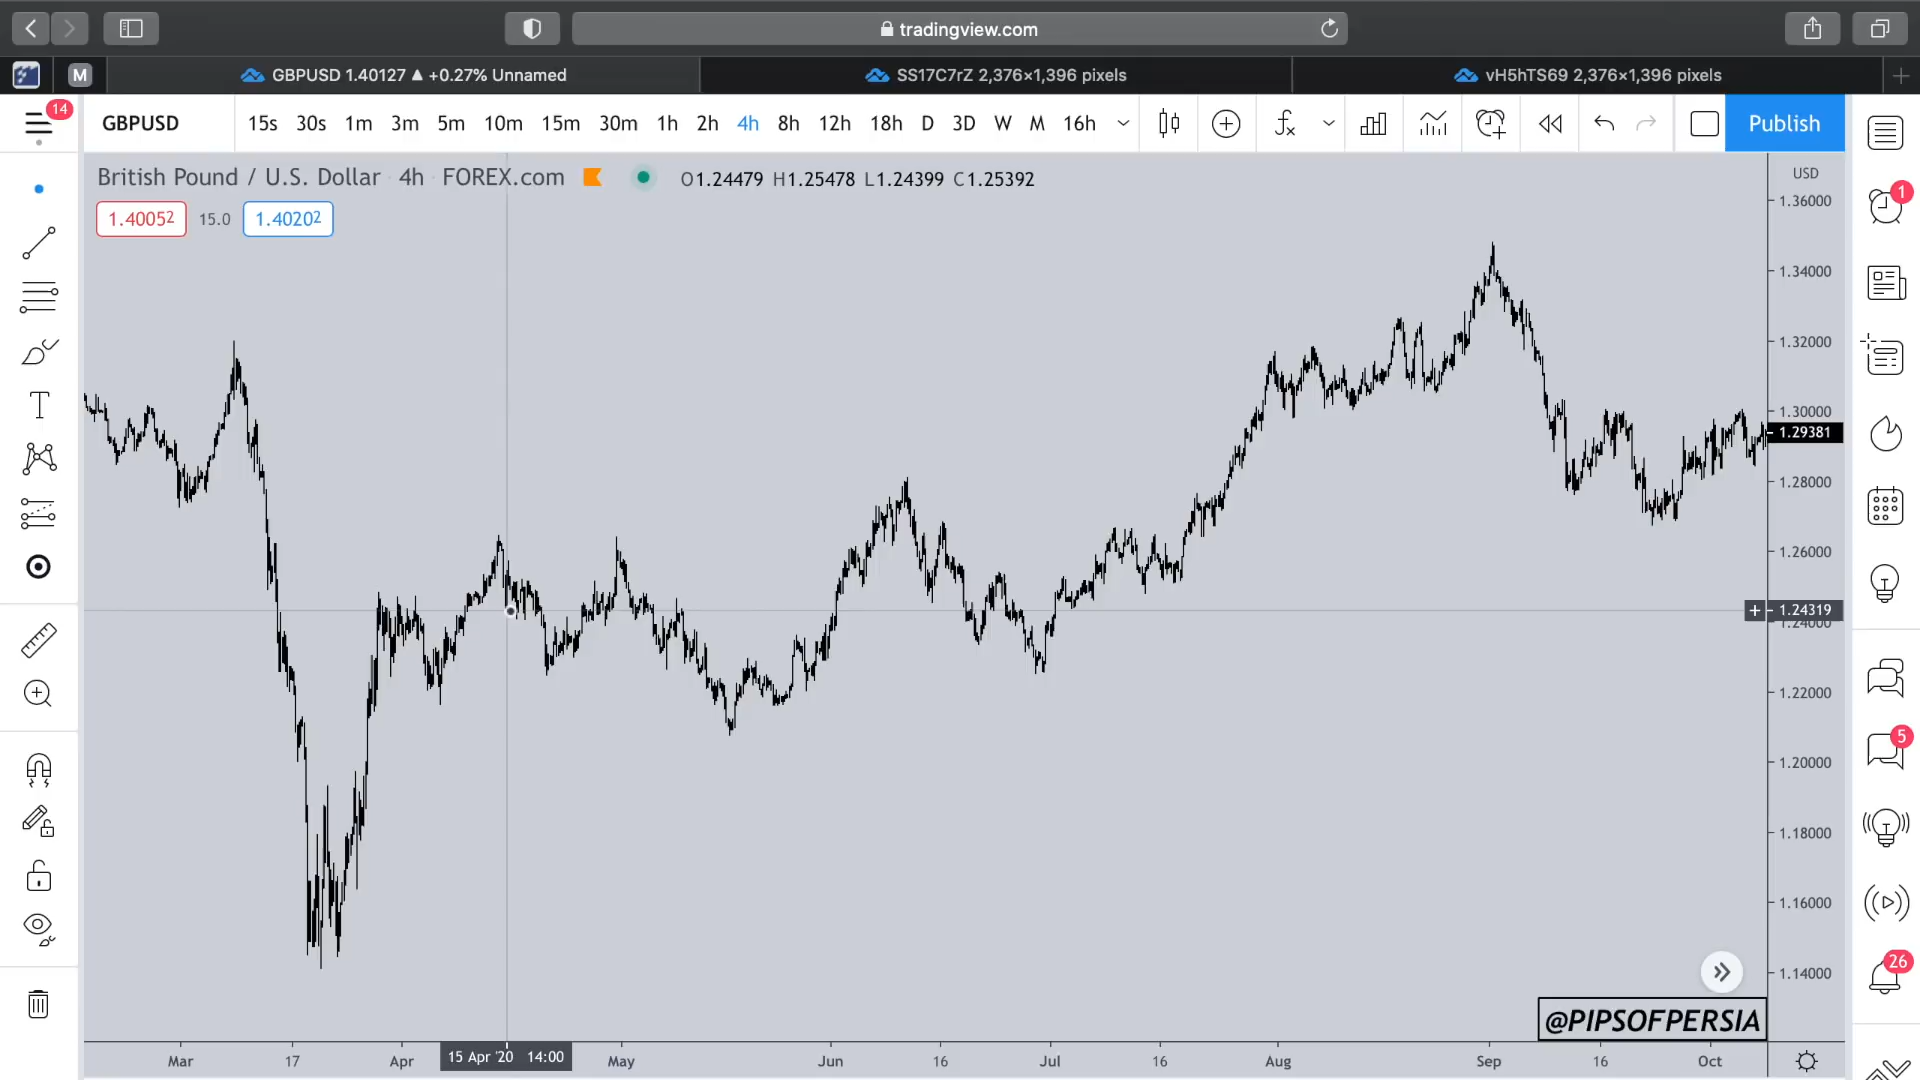 tradingview.com
M
GBPUSD 1.40127 ▲ +0.27% Unnamed
SS17C7rZ 2,376×1,396 pixels
vH5hTS69 2,376×1,396 pixels
14
GBPUSD
15s 30s 1m 3m 5m 10m 15m 30m 1h 2h 4h 8h 12h 18h D 3D W M 16h
Publish
British Pound / U.S. Dollar 4h FOREX.com O1.24479 H1.25478 L1.24399 C1.25392
1.40052 15.0 1.40202
USD
1.36000
1.34000
1.32000
1.30000
1.29381
1.28000
1.26000
1.24319
1.24000
1.22000
1.20000
1.18000
1.16000
1.14000
1
5
26
T
@PIPSOFPERSIA
Mar 17 Apr 15 Apr '20 14:00 May Jun 16 Jul 16 Aug Sep 16 Oct